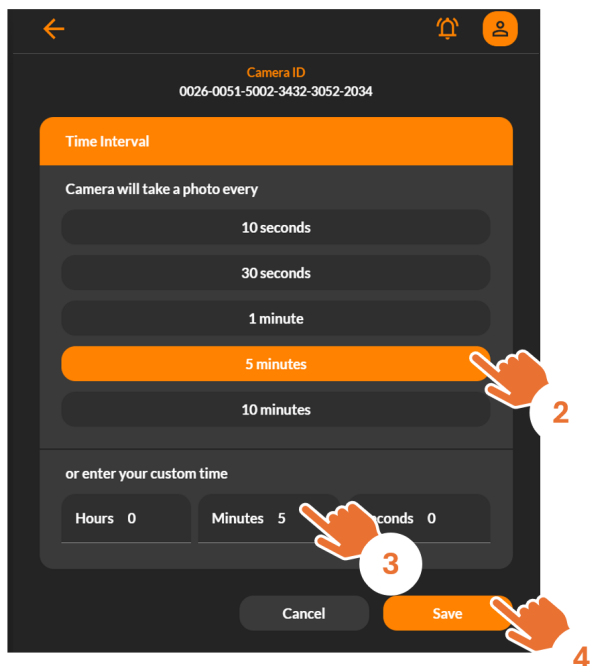 Camera ID
0026-0051-5002-3432-3052-2034
Time Interval
Camera will take a photo every
10 seconds
30 seconds
1 minute
5 minutes
2
10 minutes
or enter your custom time
Hours 0 Minutes 5 econds 0
3
Cancel Save
4